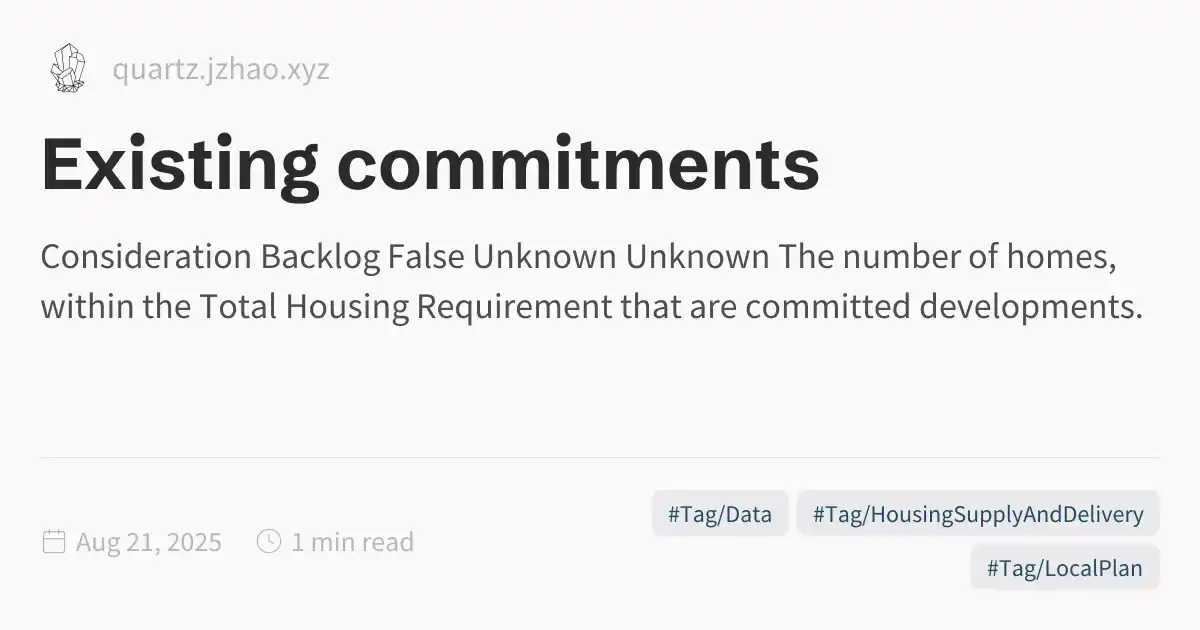 quartz.jzhao.xyz
Existing commitments
Consideration Backlog False Unknown Unknown The number of homes,
within the Total Housing Requirement that are committed developments.
Aug 21, 2025
1 min read
#Tag/Data
#Tag/HousingSupplyAndDelivery
#Tag/LocalPlan